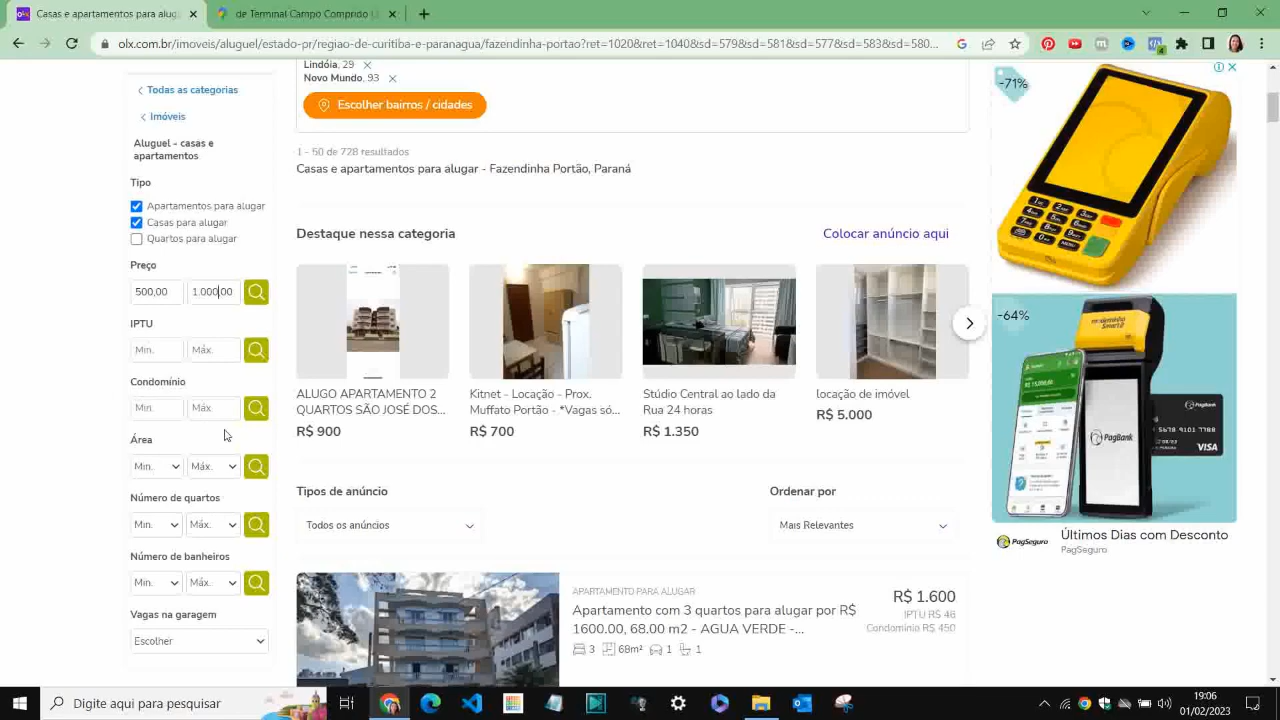 Casas e apartamentos para alugar
de Terminal Campo Comprido
olx.com.br/imoveis/aluguel/estado-pr/regiao-de-curitiba-e-paranagua/fazendinha-portao?ret=1020&ret=1040&sd=579&sd=581&sd=577&sd=583&sd=580...
Lindóia, 29
Novo Mundo, 93
Escolher bairros / cidades
Todas as categorias
Imóveis
Aluguel - casas e
apartamentos
Tipo
Apartamentos para alugar
Casas para alugar
Quartos para alugar
Preço
500,00
1.000,00
IPTU
Min.
Máx.
Condomínio
Min.
Máx.
Área
Min.
Máx.
Número de quartos
Min.
Máx.
Número de banheiros
Min.
Máx.
Vagas na garagem
Escolher
1 - 50 de 728 resultados
Casas e apartamentos para alugar - Fazendinha Portão, Paraná
Destaque nessa categoria
Colocar anúncio aqui
ALUGO APARTAMENTO 2
QUARTOS SÃO JOSÉ DOS...
R$ 900
Kitnet - Locação - Prox.
Muffato Portão - *Vagas só...
R$ 700
Stúdio Central ao lado da
Rua 24 horas
R$ 1.350
locação de imóvel
R$ 5.000
Tipos de anúncio
Todos os anúncios
Ordenar por
Mais Relevantes
APARTAMENTO PARA ALUGAR
Apartamento com 3 quartos para alugar por R$
1600.00, 68.00 m2 - AGUA VERDE -...
3
68m²
1
1
R$ 1.600
IPTU R$ 46
Condomínio R$ 450
-71%
-64%
PagBank
5678 9101 1121
VISA
PagSeguro
Últimos Dias com Desconto
PagSeguro
Digite aqui para pesquisar
19:06
01/02/2023